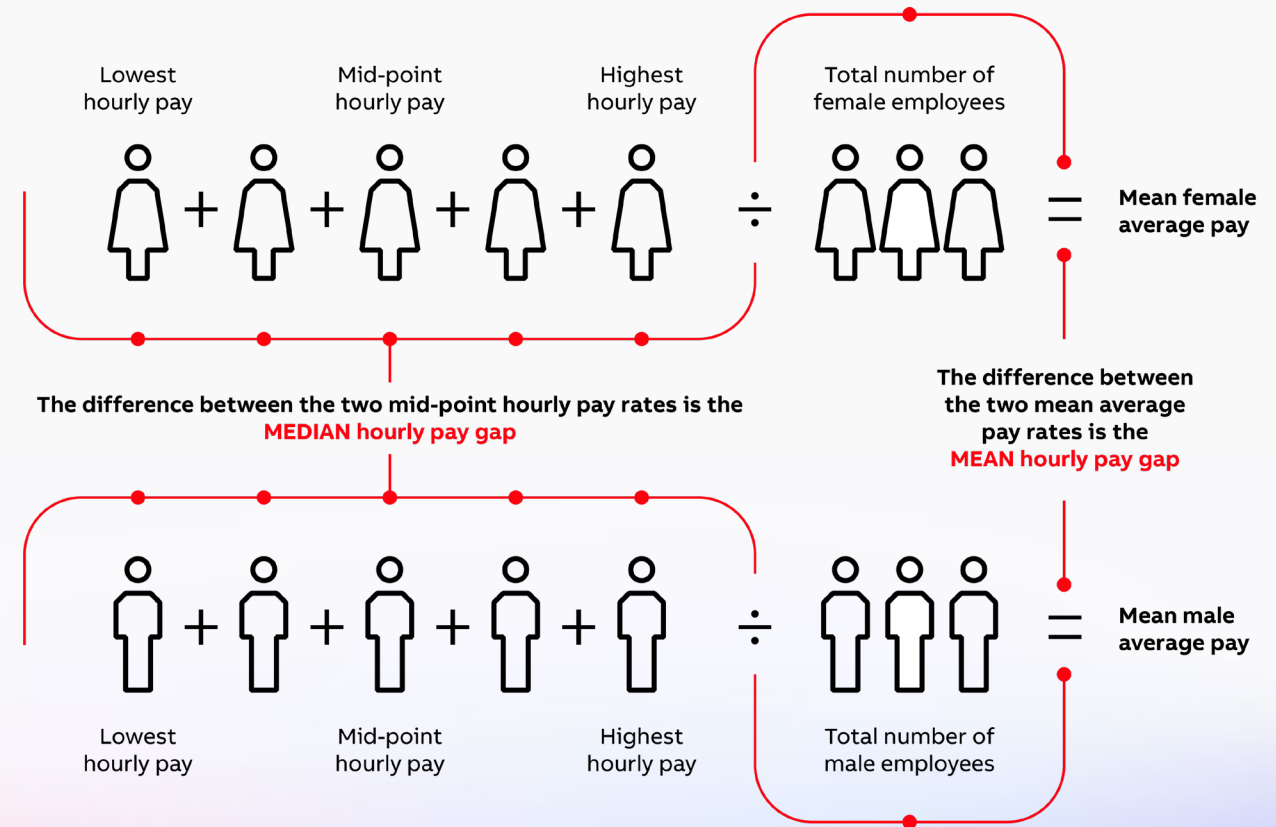 Lowest
hourly pay
Mid-point
hourly pay
Highest
hourly pay
Total number of
female employees
+ + + + ÷ =
Mean female
average pay
The difference between the two mid-point hourly pay rates is the
MEDIAN hourly pay gap
The difference between
the two mean average
pay rates is the
MEAN hourly pay gap
+ + + + ÷ =
Mean male
average pay
Lowest
hourly pay
Mid-point
hourly pay
Highest
hourly pay
Total number of
male employees